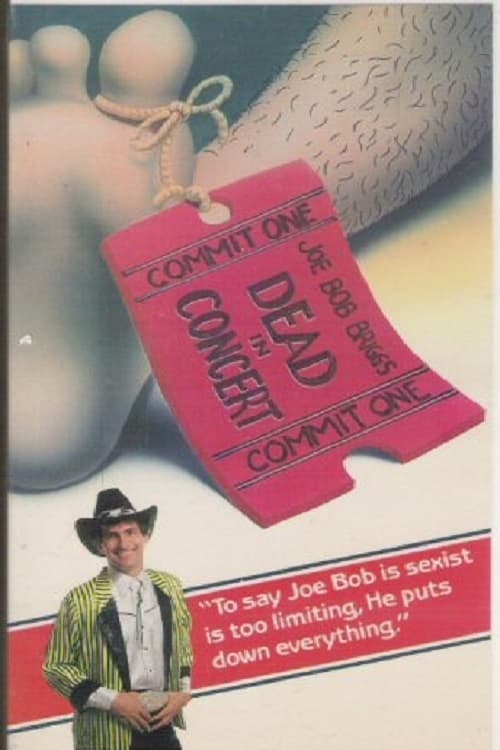 COMMIT ONE
JOE BOB BRIGGS
DEAD
IN
CONCERT
COMMIT ONE
"To say Joe Bob is sexist
is too limiting, He puts
down everything."